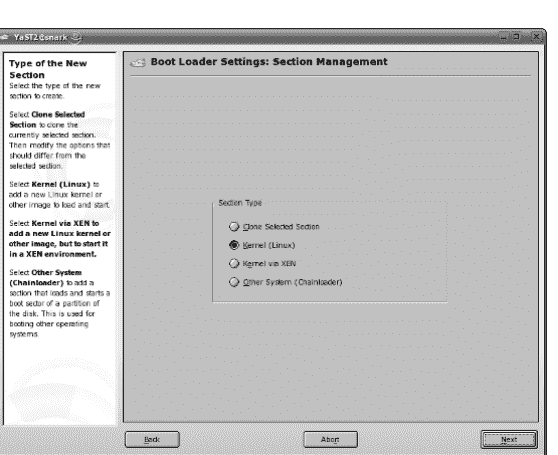 YaST2@snark
Type of the New
Section
Select the type of the new
section to create.
Select Clone Selected
Section to clone the
currently selected section.
Then modify the options that
should differ from the
selected section.
Select Kernel (Linux) to
add a new Linux kernel or
other image to load and start.
Select Kernel via XEN to
add a new Linux kernel or
other image, but to start it
in a XEN environment.
Select Other System
(Chainloader) to add a
section that loads and starts a
boot sector of a partition of
the disk. This is used for
booting other operating
systems.
Boot Loader Settings: Section Management
Section Type
Clone Selected Section
Kernel (Linux)
Kernel via XEN
Other System (Chainloader)
Back
Abort
Next